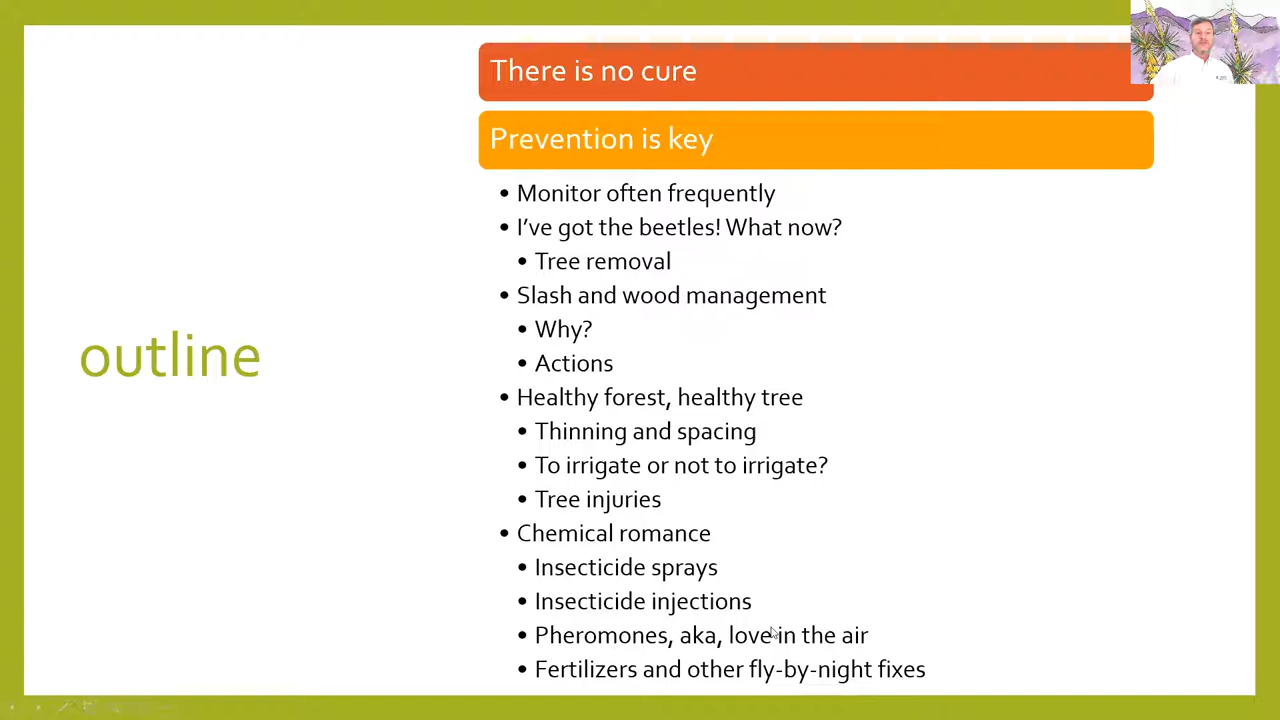 There is no cure
Prevention is key
• Monitor often frequently
• I've got the beetles! What now?
• Tree removal
• Slash and wood management
• Why?
• Actions
outline
• Healthy forest, healthy tree
• Thinning and spacing
• To irrigate or not to irrigate?
• Tree injuries
• Chemical romance
• Insecticide sprays
• Insecticide injections
• Pheromones, aka, love in the air
• Fertilizers and other fly-by-night fixes